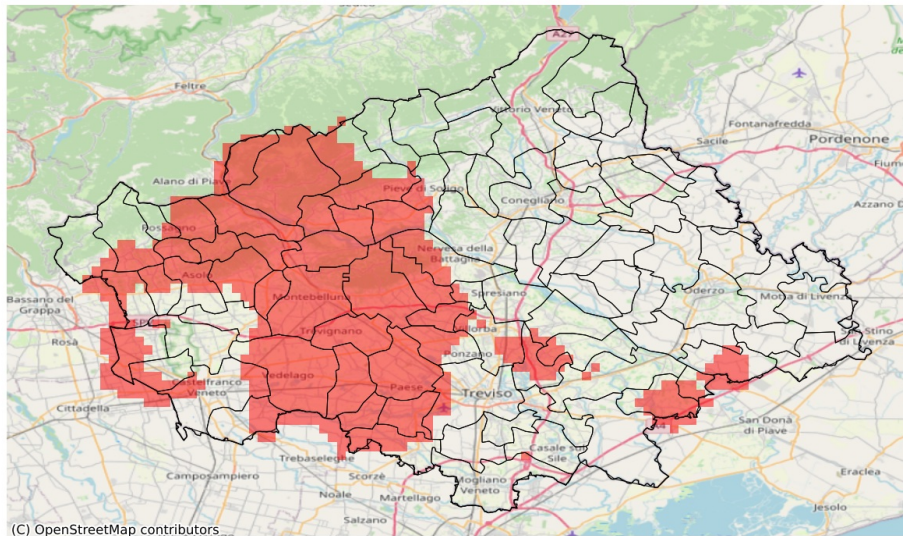 A27
Feltre
Vittorio Veneto
Fontanafredda
Sacile
Pordenone
Fiume
Alano di Piave
Pieve di Soligo
Conegliano
Azzano D
Possagno
Nervesa della
Battaglia
Asolo
Oderzo
Motta di Livenza
Bassano del
Grappa
Montebelluna
Spresiano
Rosà
Trevignano
Villorba
Sto Stino
di Livenza
Ponzano
Vedelago
Paese
Castelfranco
Veneto
Treviso
Cittadella
San Donà
di Piave
A4
Trebaseleghe
Casale sul
Sile
Camposampiero
Scorzè
Mogliano
Veneto
Eraclea
Noale
Martellago
Jesolo
Salzano
(C) OpenStreetMap contributors